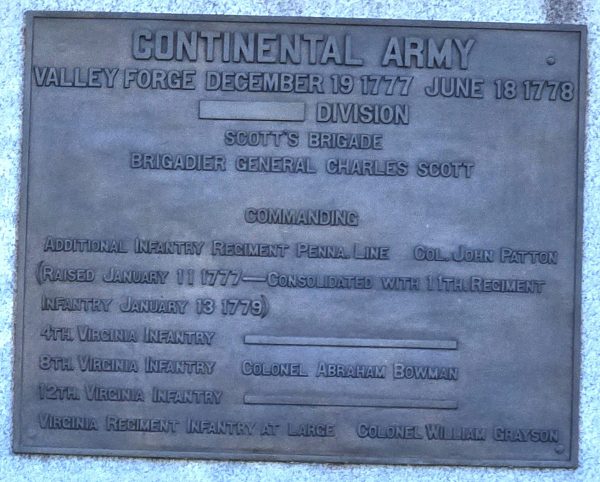 CONTINENTAL ARMY
VALLEY FORGE DECEMBER 19 1777 JUNE 18 1778
DIVISION
SCOTT'S BRIGADE
BRIGADIER GENERAL CHARLES SCOTT
COMMANDING
ADDITIONAL INFANTRY REGIMENT PENNA. LINE COL. JOHN PATTON
(RAISED JANUARY 11 1777—CONSOLIDATED WITH 11TH. REGIMENT
INFANTRY JANUARY 13 1779)
4TH. VIRGINIA INFANTRY
8TH. VIRGINIA INFANTRY COLONEL ABRAHAM BOWMAN
12TH. VIRGINIA INFANTRY
VIRGINIA REGIMENT INFANTRY AT LARGE COLONEL WILLIAM GRAYSON